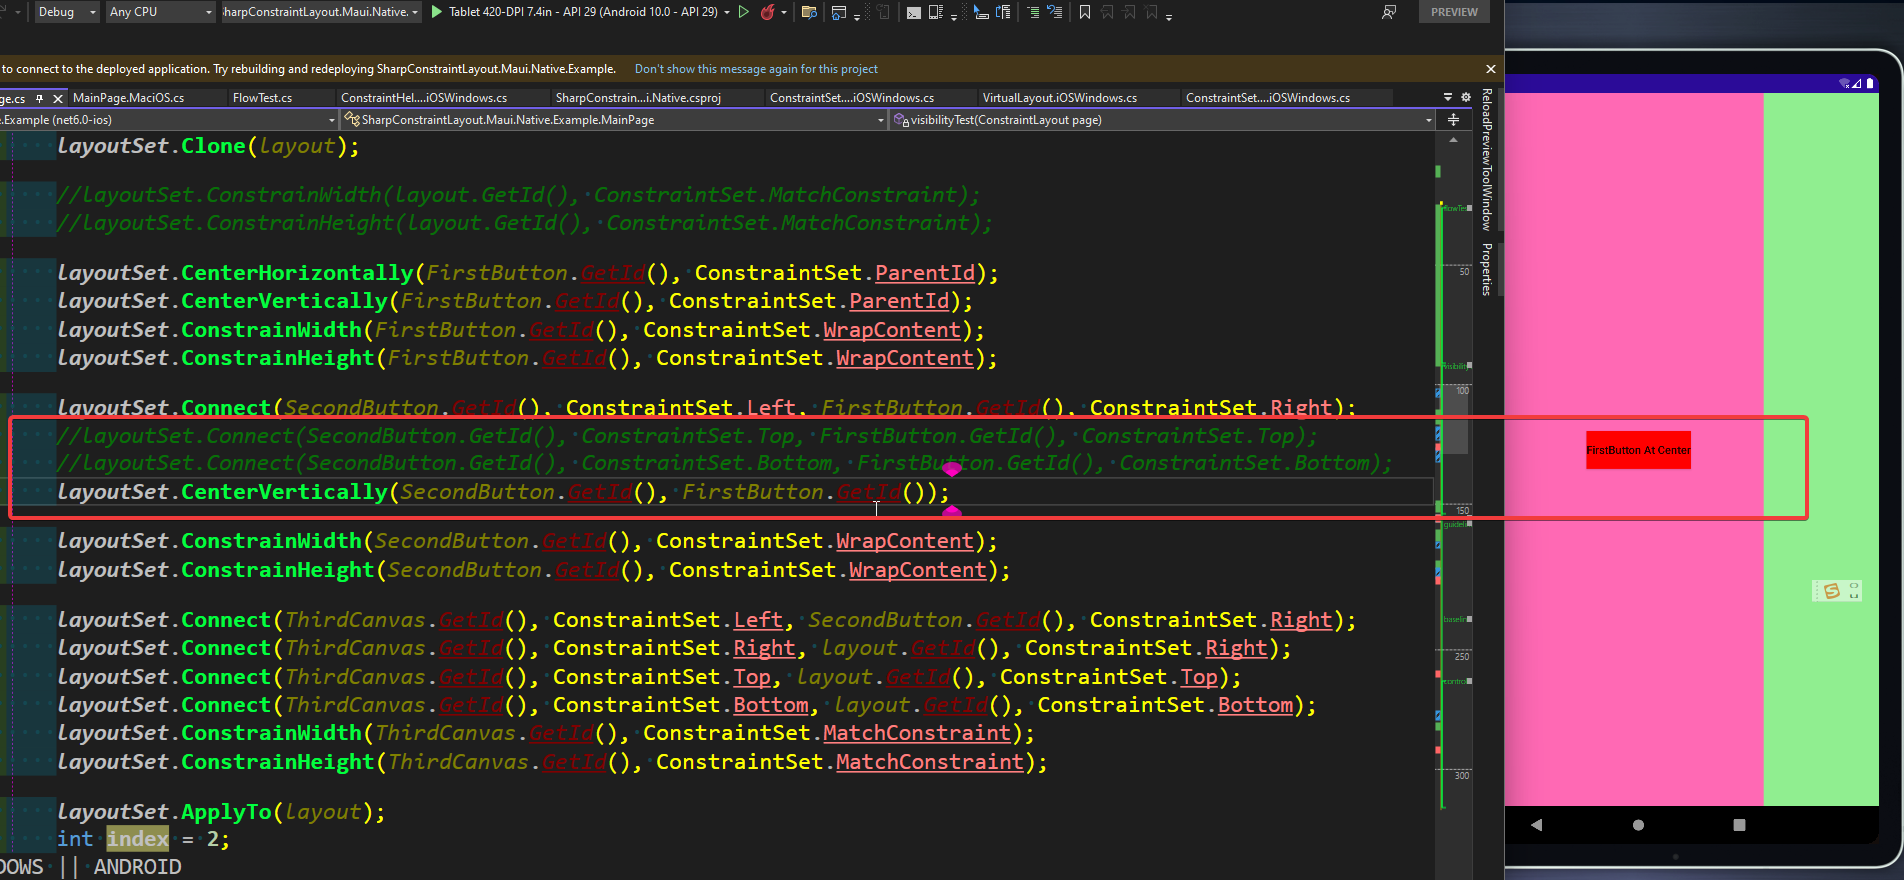 Debug
Any CPU
harpConstraintLayout.Maui.Native.
Tablet 420-DPI 7.4in - API 29 (Android 10.0 - API 29)
PREVIEW
to connect to the deployed application. Try rebuilding and redeploying SharpConstraintLayout.Maui.Native.Example.
Don't show this message again for this project
ge.cs
MainPage.MaciOS.cs
FlowTest.cs
ConstraintHel....iOSWindows.cs
SharpConstrain...i.Native.csproj
ConstraintSet....iOSWindows.cs
VirtualLayout.iOSWindows.cs
ConstraintSet....iOSWindows.cs
.Example (net6.0-ios)
SharpConstraintLayout.Maui.Native.Example.MainPage
visibilityTest(ConstraintLayout page)
layoutSet.Clone(layout);
//layoutSet.ConstrainWidth(layout.GetId(), ConstraintSet.MatchConstraint);
//layoutSet.ConstrainHeight(layout.GetId(), ConstraintSet.MatchConstraint);
layoutSet.CenterHorizontally(FirstButton.GetId(), ConstraintSet.ParentId);
layoutSet.CenterVertically(FirstButton.GetId(), ConstraintSet.ParentId);
layoutSet.ConstrainWidth(FirstButton.GetId(), ConstraintSet.WrapContent);
layoutSet.ConstrainHeight(FirstButton.GetId(), ConstraintSet.WrapContent);
layoutSet.Connect(SecondButton.GetId(), ConstraintSet.Left, FirstButton.GetId(), ConstraintSet.Right);
//layoutSet.Connect(SecondButton.GetId(), ConstraintSet.Top, FirstButton.GetId(), ConstraintSet.Top);
//layoutSet.Connect(SecondButton.GetId(), ConstraintSet.Bottom, FirstButton.GetId(), ConstraintSet.Bottom);
layoutSet.CenterVertically(SecondButton.GetId(), FirstButton.GetId());
layoutSet.ConstrainWidth(SecondButton.GetId(), ConstraintSet.WrapContent);
layoutSet.ConstrainHeight(SecondButton.GetId(), ConstraintSet.WrapContent);
layoutSet.Connect(ThirdCanvas.GetId(), ConstraintSet.Left, SecondButton.GetId(), ConstraintSet.Right);
layoutSet.Connect(ThirdCanvas.GetId(), ConstraintSet.Right, layout.GetId(), ConstraintSet.Right);
layoutSet.Connect(ThirdCanvas.GetId(), ConstraintSet.Top, layout.GetId(), ConstraintSet.Top);
layoutSet.Connect(ThirdCanvas.GetId(), ConstraintSet.Bottom, layout.GetId(), ConstraintSet.Bottom);
layoutSet.ConstrainWidth(ThirdCanvas.GetId(), ConstraintSet.MatchConstraint);
layoutSet.ConstrainHeight(ThirdCanvas.GetId(), ConstraintSet.MatchConstraint);
layoutSet.ApplyTo(layout);
int index = 2;
DOWS || ANDROID
50
100
150
guidelin
baselin
250
control
300
ReloadPreviewToolWindow
Properties
FirstButton At Center
S